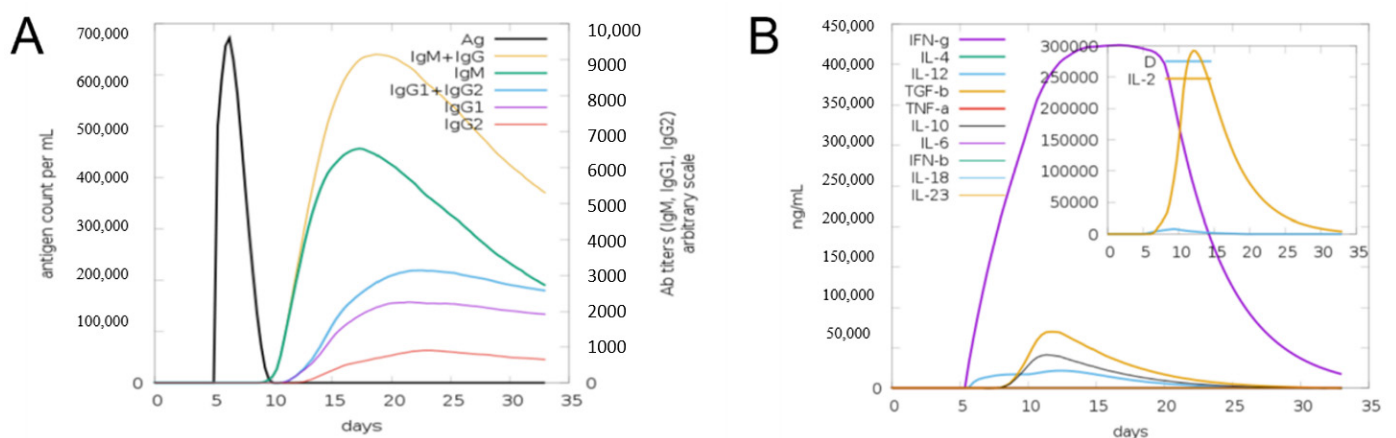 A
700,000
600,000
500,000
400,000
300,000
200,000
100,000
0
antigen count per mL
Ag
IgM+IgG
IgM
IgG1+IgG2
IgG1
IgG2
10,000
9000
8000
7000
6000
5000
4000
3000
2000
1000
0
Ab titers (IgM, IgG1, IgG2)
arbitrary scale
0 5 10 15 20 25 30 35
days
B
450,000
400,000
350,000
300,000
250,000
200,000
150,000
100,000
50,000
0
ng/mL
IFN-g
IL-4
IL-12
TGF-b
TNF-a
IL-10
IL-6
IFN-b
IL-18
IL-23
300000
250000
200000
150000
100000
50000
0
D
IL-2
0 5 10 15 20 25 30 35
0 5 10 15 20 25 30 35
days